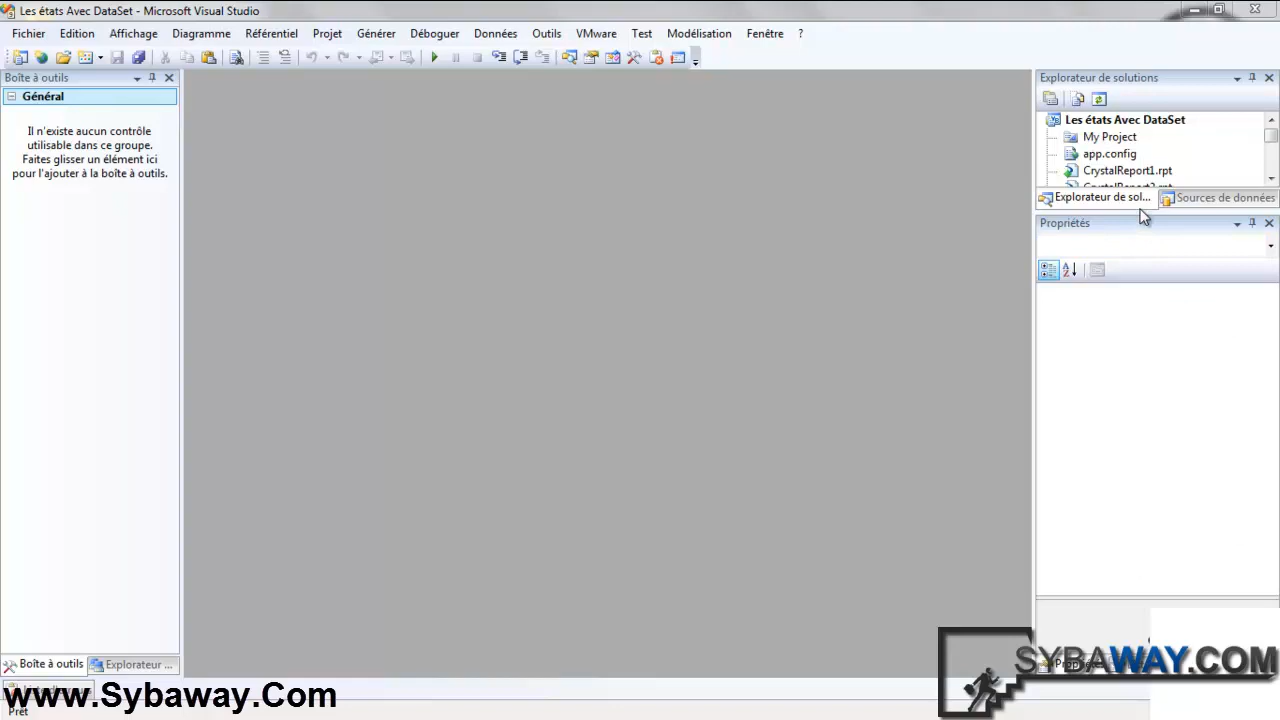 Les états Avec DataSet - Microsoft Visual Studio
Fichier Edition Affichage Diagramme Référentiel Projet Générer Déboguer Données Outils VMware Test Modélisation Fenêtre ?
Boîte à outils
Général
Il n'existe aucun contrôle
utilisable dans ce groupe.
Faites glisser un élément ici
pour l'ajouter à la boîte à outils.
Explorateur de solutions
Les états Avec DataSet
My Project
app.config
CrystalReport1.rpt
Explorateur de sol... Sources de données
Propriétés
Boîte à outils Explorateur ...
SYBAWAY.COM
www.Sybaway.Com
Prêt